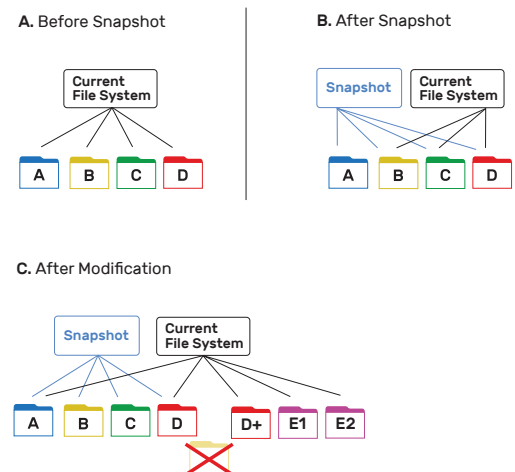 A. Before Snapshot
Current
File System
A B C D
B. After Snapshot
Snapshot
Current
File System
A B C D
C. After Modification
Snapshot
Current
File System
A B C D D+ E1 E2